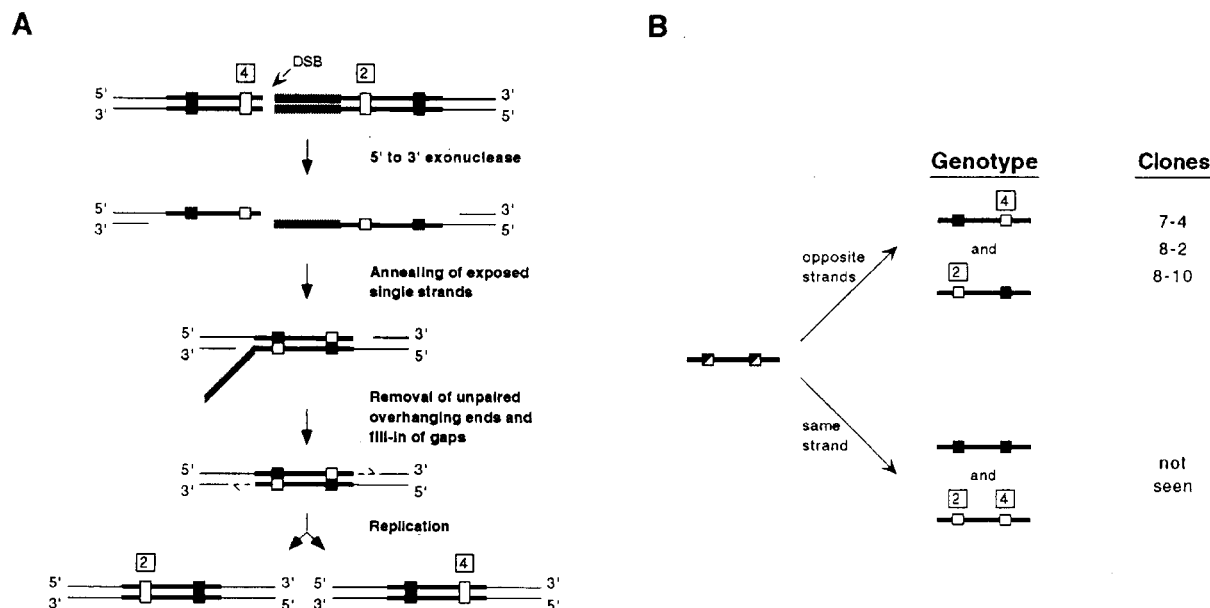 A
4
DSB
2
5' 3'
3' 5'
5' to 3' exonuclease
5' 3'
3' 5'
Annealing of exposed
single strands
5' 3'
3' 5'
Removal of unpaired
overhanging ends and
fill-in of gaps
5' 3'
3' 5'
Replication
2 4
5' 3' 5' 3'
3' 5' 3' 5'
B
Genotype Clones
4
opposite
strands
and
2
7-4
8-2
8-10
same
strand
and
2 4
not
seen